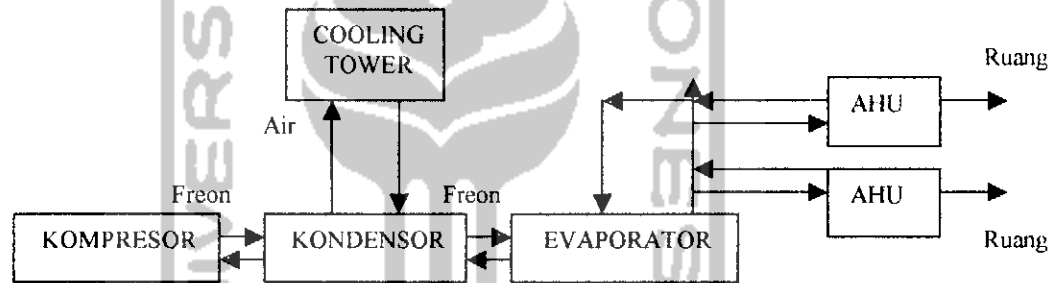 COOLING
TOWER
Ruang
AHU
Air
Freon
Freon
AHU
KOMPRESOR
KONDENSOR
EVAPORATOR
Ruang